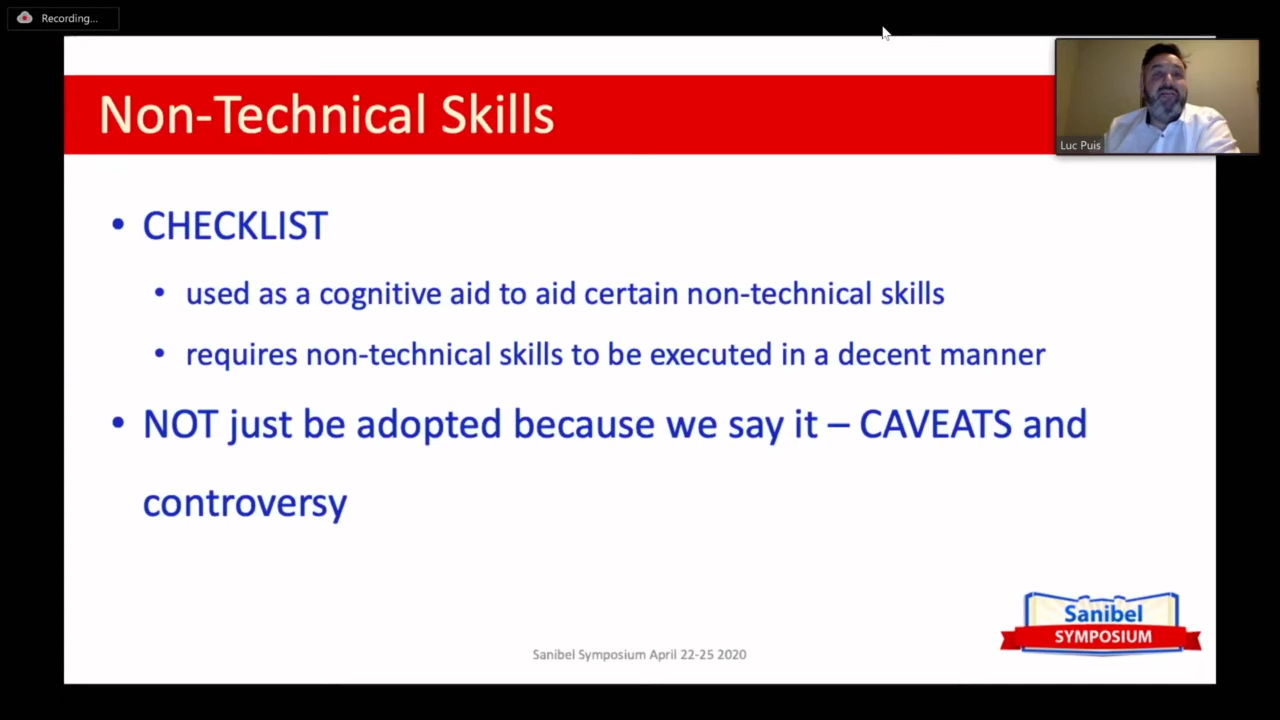 Recording...
Non-Technical Skills
Luc Puis
• CHECKLIST
• used as a cognitive aid to aid certain non-technical skills
• requires non-technical skills to be executed in a decent manner
• NOT just be adopted because we say it – CAVEATS and
controversy
Sanibel
SYMPOSIUM
Sanibel Symposium April 22-25 2020